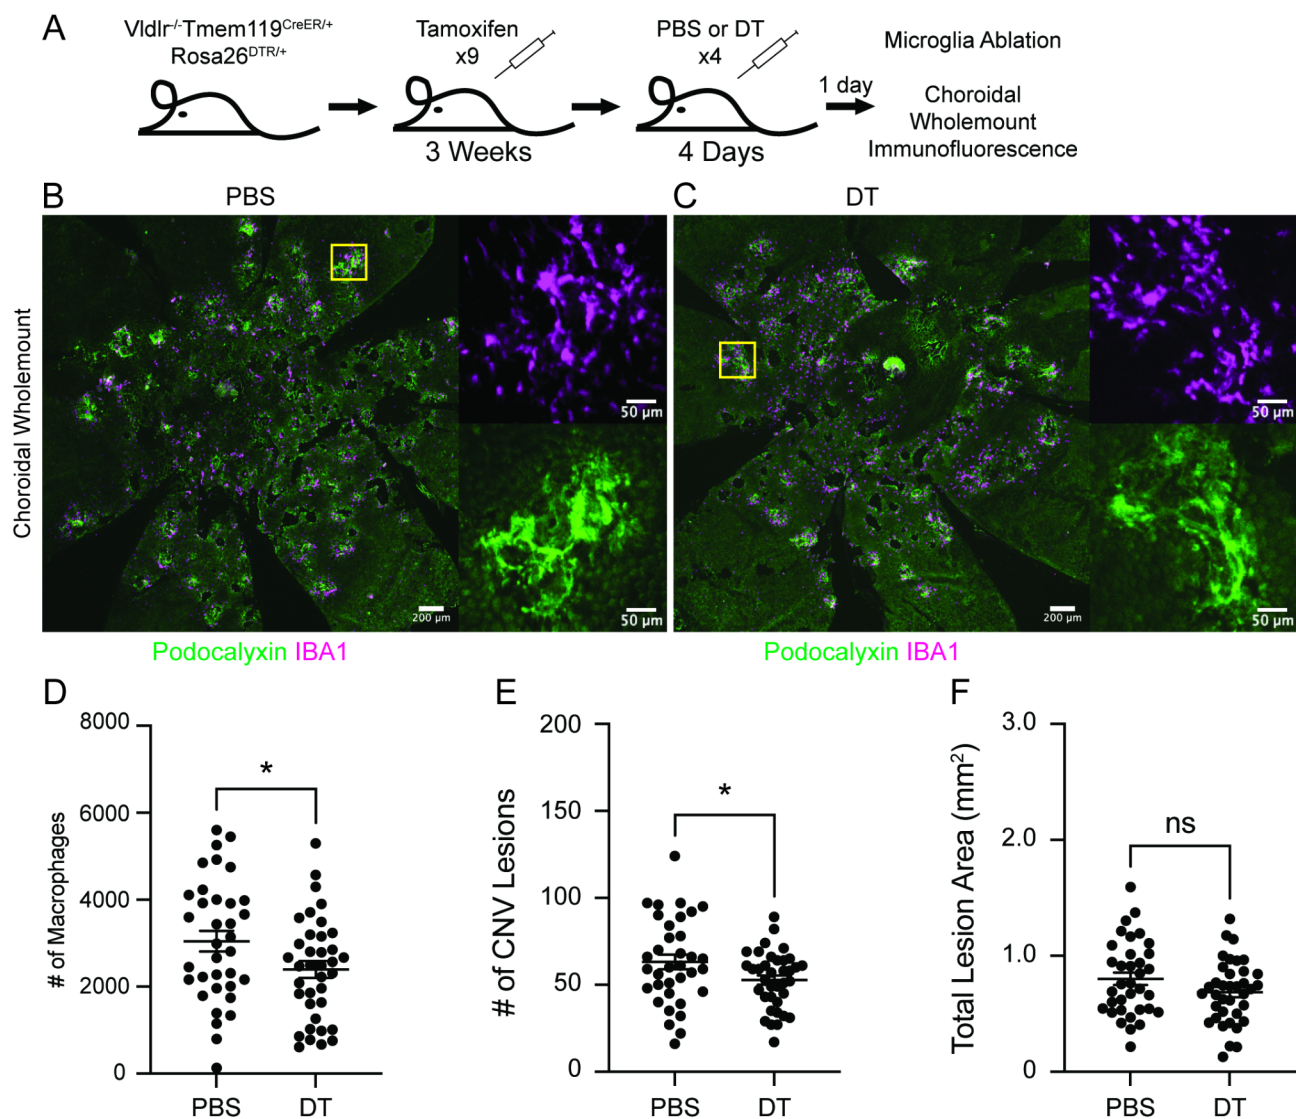 A
Vldlr⁻/⁻Tmem119ᶜʳᵉᴱᴿ/⁺
Rosa26ᴰᵀᴿ/⁺
Tamoxifen
x9
3 Weeks
PBS or DT
x4
4 Days
1 day
Microglia Ablation
Choroidal
Wholemount
Immunofluorescence
B
PBS
C
DT
Choroidal Wholemount
50 µm
50 µm
200 µm
50 µm
50 µm
200 µm
Podocalyxin IBA1
Podocalyxin IBA1
D
# of Macrophages
8000
6000
4000
2000
0
*
PBS
DT
E
# of CNV Lesions
200
150
100
50
0
*
PBS
DT
F
Total Lesion Area (mm²)
3.0
2.0
1.0
0
ns
PBS
DT